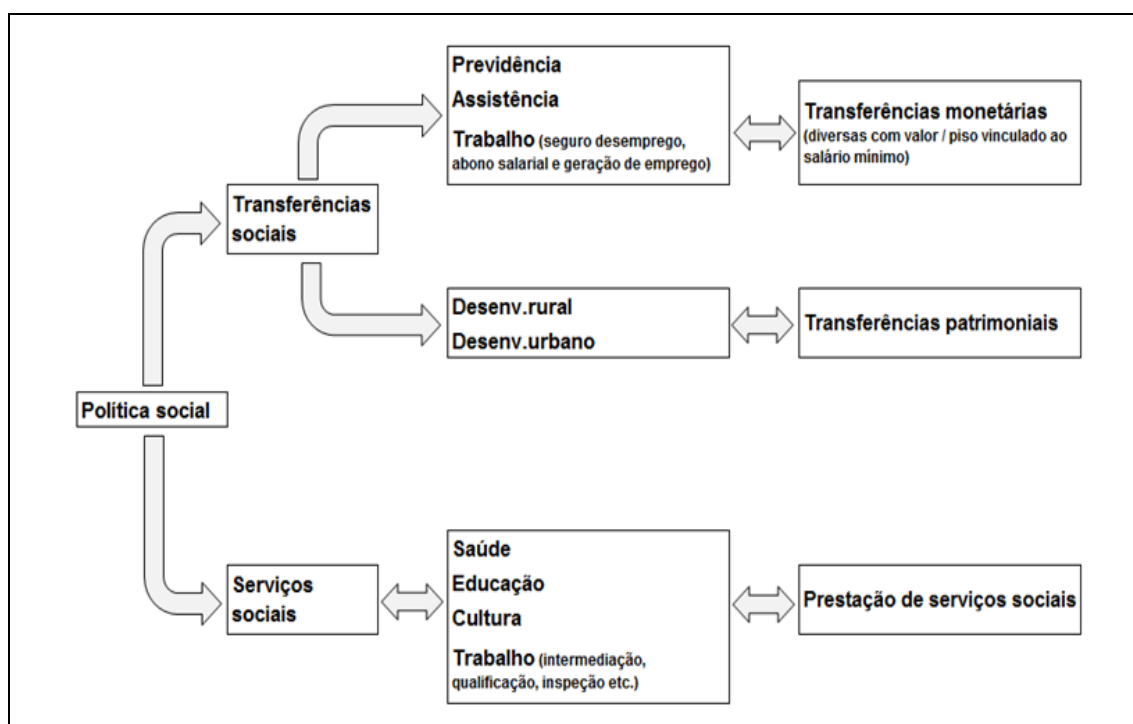 Previdência
Assistência
Trabalho (seguro desemprego,
abono salarial e geração de emprego)
Transferências monetárias
(diversas com valor / piso vinculado ao
salário mínimo)
Transferências
sociais
Desenv.rural
Desenv.urbano
Transferências patrimoniais
Política social
Serviços
sociais
Saúde
Educação
Cultura
Trabalho (intermediação,
qualificação, inspeção etc.)
Prestação de serviços sociais